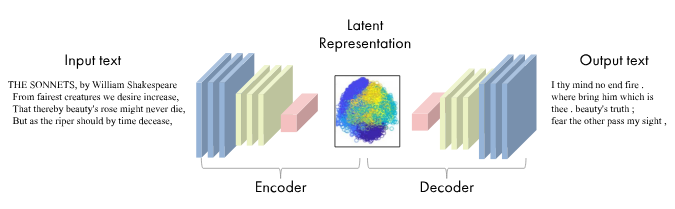 Latent
Representation
Input text
THE SONNETS, by William Shakespeare
From fairest creatures we desire increase,
That thereby beauty's rose might never die,
But as the riper should by time decease,
Output text
I thy mind no end fire .
where bring him which is
thee . beauty's truth ;
fear the other pass my sight ,
Encoder
Decoder